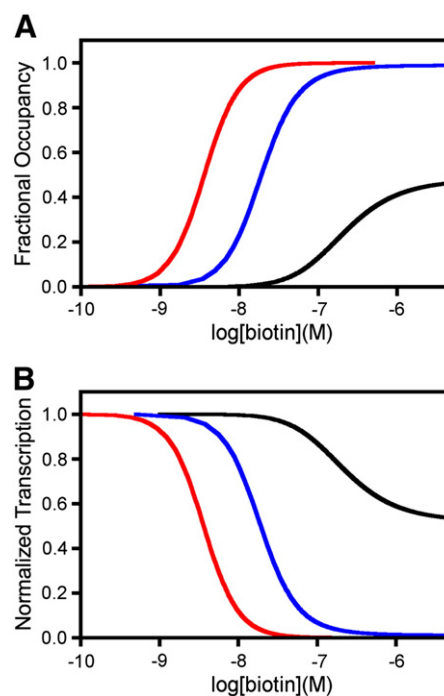 A
Fractional Occupancy
1.0
0.8
0.6
0.4
0.2
0.0
-10 -9 -8 -7 -6
log[biotin](M)
B
Normalized Transcription
1.0
0.8
0.6
0.4
0.2
0.0
-10 -9 -8 -7 -6
log[biotin](M)